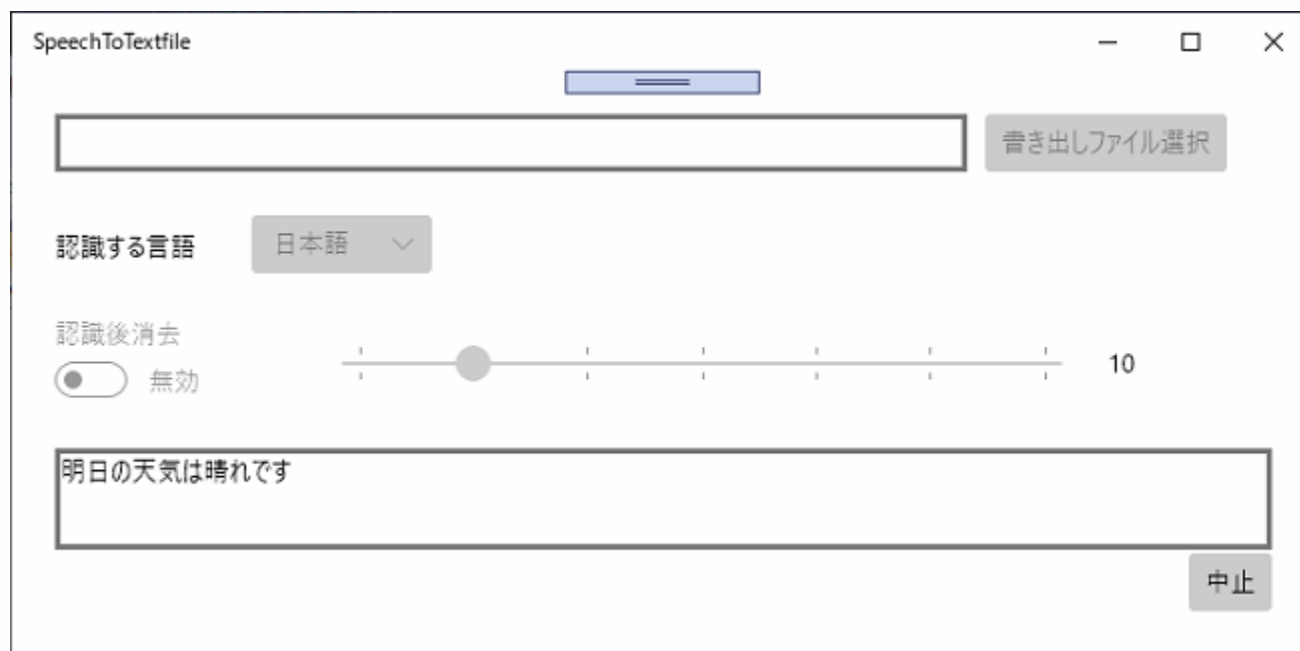 SpeechToTextfile
書き出しファイル選択
認識する言語
日本語
認識後消去
無効
10
明日の天気は晴れです
中止